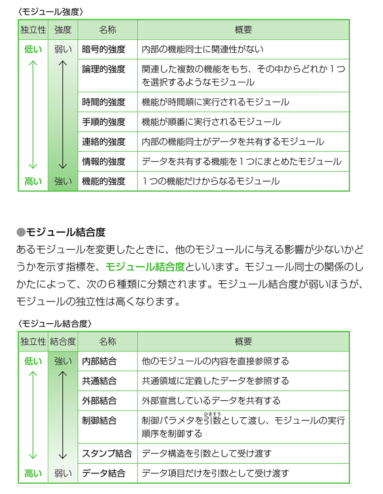 〈モジュール強度〉
独立性 強度 名称 概要
低い 弱い 暗号的強度 内部の機能同士に関連性がない
論理的強度 関連した複数の機能をもち、その中からどれか1つ
を選択するようなモジュール
時間的強度 機能が時間順に実行されるモジュール
手順的強度 機能が順番に実行されるモジュール
連絡的強度 内部の機能同士がデータを共有するモジュール
情報的強度 データを共有する機能を1つにまとめたモジュール
高い 強い 機能的強度 1つの機能だけからなるモジュール
●モジュール結合度
あるモジュールを変更したときに、他のモジュールに与える影響が少ないかど
うかを示す指標を、モジュール結合度といいます。モジュール同士の関係のし
かたによって、次の6種類に分類されます。モジュール結合度が弱いほうが、
モジュールの独立性は高くなります。
〈モジュール結合度〉
独立性 結合度 名称 概要
低い 強い 内部結合 他のモジュールの内容を直接参照する
共通結合 共通領域に定義したデータを参照する
外部結合 外部宣言しているデータを共有する
ひきすう
制御結合 制御パラメタを引数として渡し、モジュールの実行
順序を制御する
スタンプ結合 データ構造を引数として受け渡す
高い 弱い データ結合 データ項目だけを引数として受け渡す